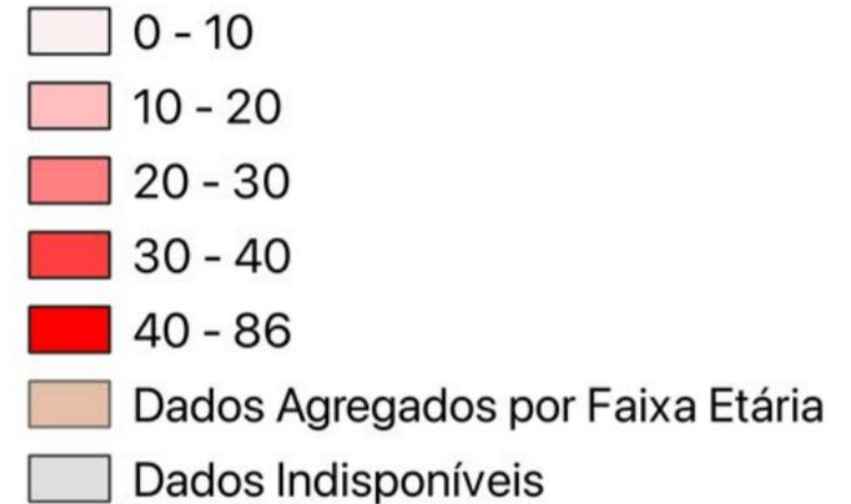 0 - 10
10 - 20
20 - 30
30 - 40
40 - 86
Dados Agregados por Faixa Etária
Dados Indisponíveis